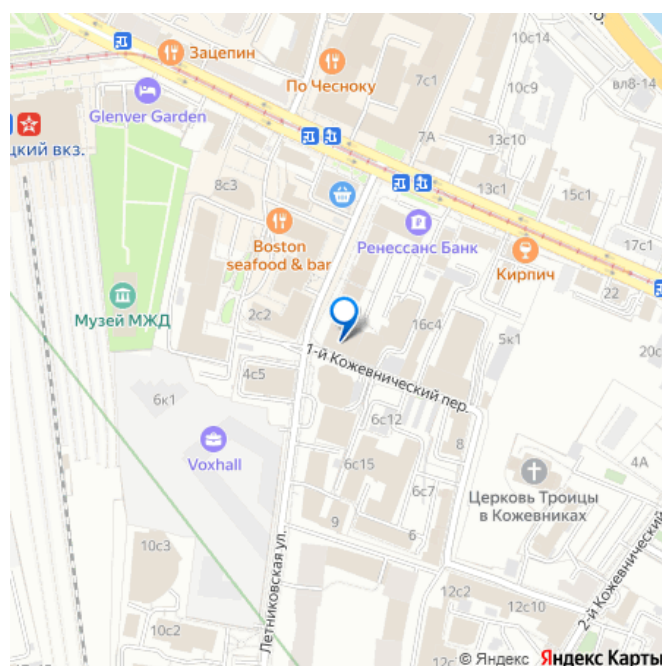 10с14
Зацепин
По Чесноку
7с1
10с9
вл8-14
Glenver Garden
7А
13с10
цкий вкз.
8с3
13с1
15с1
Boston
seafood & bar
Ренессанс Банк
17с1
Кирпич
22
Музей МЖД
2с2
16с4
5к1
20с
1-й Кожевнический пер.
4с5
6к1
6с12
8
Voxhall
6с15
4А
Церковь Троицы
в Кожевниках
6с7
9
6
10с3
Летниковская ул.
2-й Кожевнический
12с2
12с10
10с2
© Яндекс Яндекс Карты